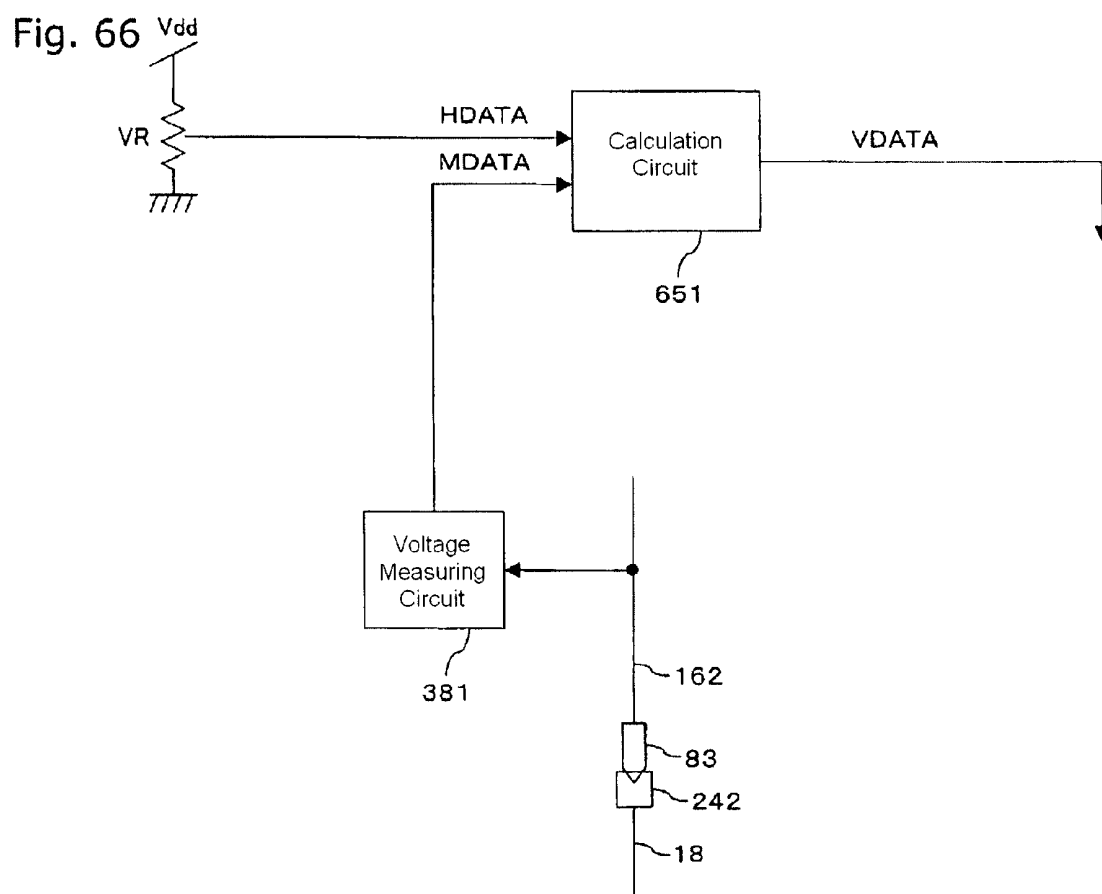 Fig. 66
Vdd
VR
HDATA
MDATA
Calculation
Circuit
651
VDATA
Voltage
Measuring
Circuit
381
162
83
242
18